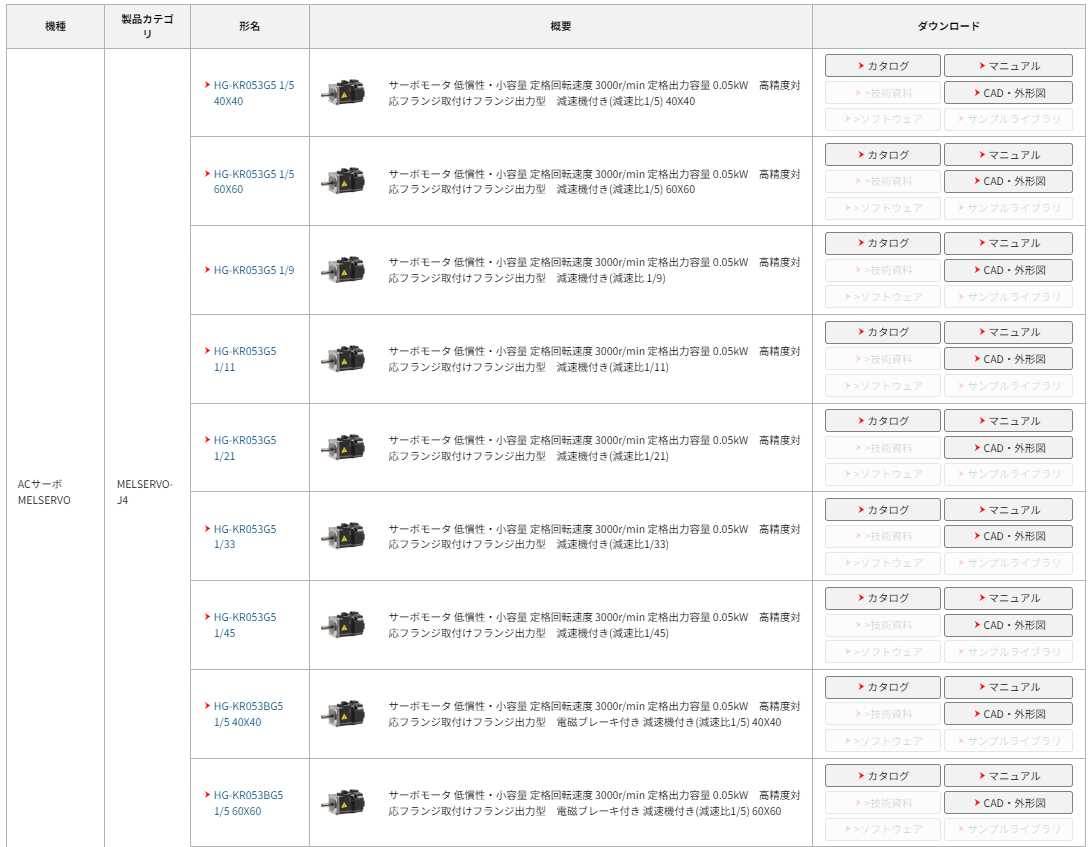 機種
製品カテゴ
リ
形名
概要
ダウンロード
ACサーボ
MELSERVO
MELSERVO-
J4
HG-KR053G5 1/5
40X40
サーボモータ 低慣性・小容量 定格回転速度 3000r/min 定格出力容量 0.05kW　高精度対
応フランジ取付けフランジ出力型　減速機付き(減速比1/5) 40X40
カタログ
マニュアル
>技術資料
CAD・外形図
>ソフトウェア
サンプルライブラリ
HG-KR053G5 1/5
60X60
サーボモータ 低慣性・小容量 定格回転速度 3000r/min 定格出力容量 0.05kW　高精度対
応フランジ取付けフランジ出力型　減速機付き(減速比1/5) 60X60
カタログ
マニュアル
>技術資料
CAD・外形図
>ソフトウェア
サンプルライブラリ
HG-KR053G5 1/9
サーボモータ 低慣性・小容量 定格回転速度 3000r/min 定格出力容量 0.05kW　高精度対
応フランジ取付けフランジ出力型　減速機付き(減速比 1/9)
カタログ
マニュアル
>技術資料
CAD・外形図
>ソフトウェア
サンプルライブラリ
HG-KR053G5
1/11
サーボモータ 低慣性・小容量 定格回転速度 3000r/min 定格出力容量 0.05kW　高精度対
応フランジ取付けフランジ出力型　減速機付き(減速比1/11)
カタログ
マニュアル
>技術資料
CAD・外形図
>ソフトウェア
サンプルライブラリ
HG-KR053G5
1/21
サーボモータ 低慣性・小容量 定格回転速度 3000r/min 定格出力容量 0.05kW　高精度対
応フランジ取付けフランジ出力型　減速機付き(減速比1/21)
カタログ
マニュアル
>技術資料
CAD・外形図
>ソフトウェア
サンプルライブラリ
HG-KR053G5
1/33
サーボモータ 低慣性・小容量 定格回転速度 3000r/min 定格出力容量 0.05kW　高精度対
応フランジ取付けフランジ出力型　減速機付き(減速比1/33)
カタログ
マニュアル
>技術資料
CAD・外形図
>ソフトウェア
サンプルライブラリ
HG-KR053G5
1/45
サーボモータ 低慣性・小容量 定格回転速度 3000r/min 定格出力容量 0.05kW　高精度対
応フランジ取付けフランジ出力型　減速機付き(減速比1/45)
カタログ
マニュアル
>技術資料
CAD・外形図
>ソフトウェア
サンプルライブラリ
HG-KR053BG5
1/5 40X40
サーボモータ 低慣性・小容量 定格回転速度 3000r/min 定格出力容量 0.05kW　高精度対
応フランジ取付けフランジ出力型　電磁ブレーキ付き 減速機付き(減速比1/5) 40X40
カタログ
マニュアル
>技術資料
CAD・外形図
>ソフトウェア
サンプルライブラリ
HG-KR053BG5
1/5 60X60
サーボモータ 低慣性・小容量 定格回転速度 3000r/min 定格出力容量 0.05kW　高精度対
応フランジ取付けフランジ出力型　電磁ブレーキ付き 減速機付き(減速比1/5) 60X60
カタログ
マニュアル
>技術資料
CAD・外形図
>ソフトウェア
サンプルライブラリ